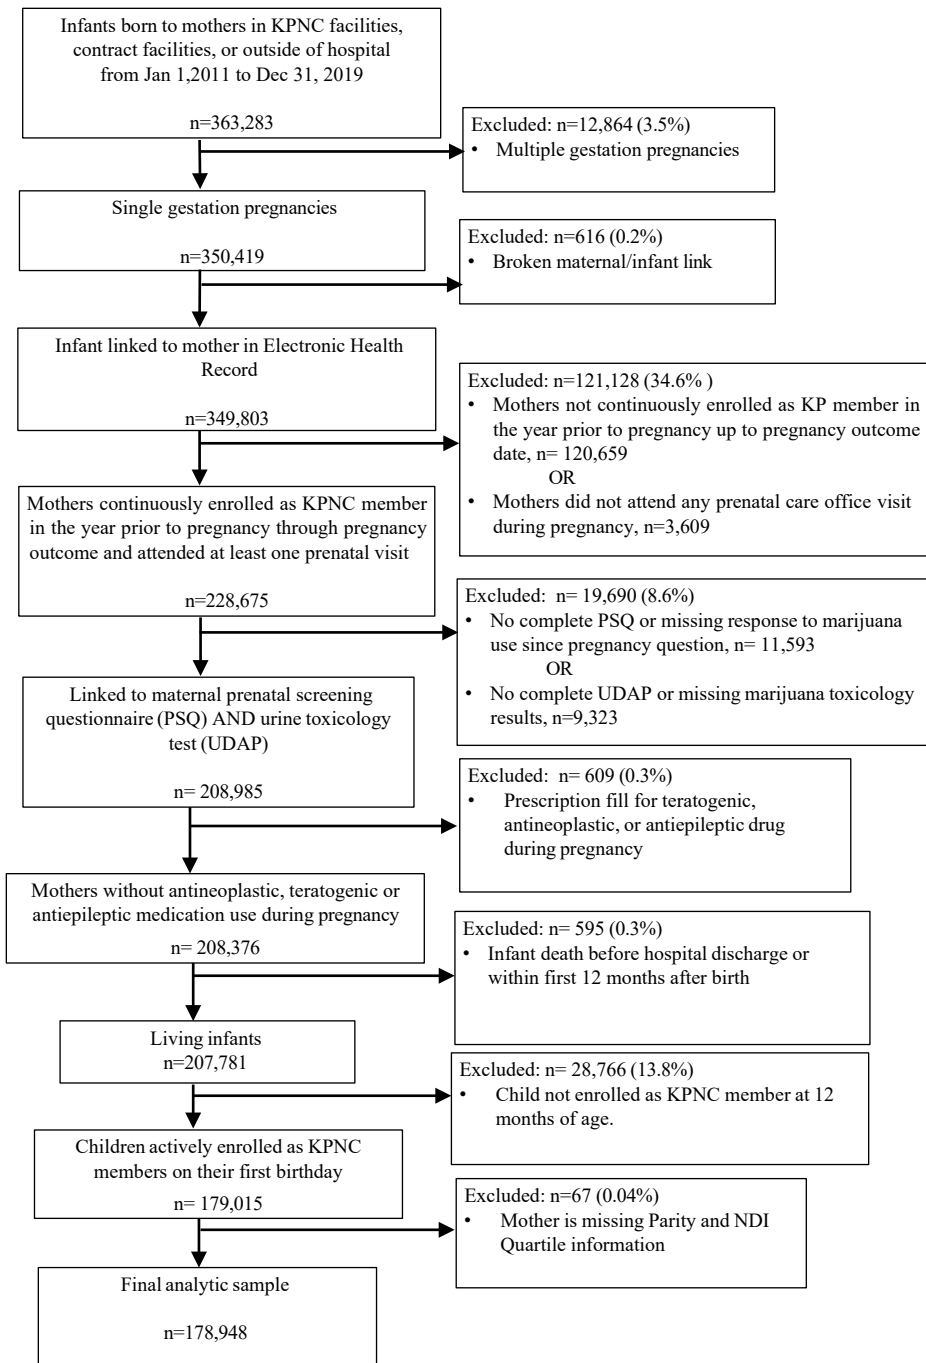 Infants born to mothers in KPNC facilities,
contract facilities, or outside of hospital
from Jan 1,2011 to Dec 31, 2019
n=363,283
Excluded: n=12,864 (3.5%)
• Multiple gestation pregnancies
Single gestation pregnancies
n=350,419
Excluded: n=616 (0.2%)
• Broken maternal/infant link
Infant linked to mother in Electronic Health
Record
n=349,803
Excluded: n=121,128 (34.6% )
• Mothers not continuously enrolled as KP member in
the year prior to pregnancy up to pregnancy outcome
date, n= 120,659
OR
• Mothers did not attend any prenatal care office visit
during pregnancy, n=3,609
Mothers continuously enrolled as KPNC member
in the year prior to pregnancy through pregnancy
outcome and attended at least one prenatal visit
n=228,675
Excluded: n= 19,690 (8.6%)
• No complete PSQ or missing response to marijuana
use since pregnancy question, n= 11,593
OR
• No complete UDAP or missing marijuana toxicology
results, n=9,323
Linked to maternal prenatal screening
questionnaire (PSQ) AND urine toxicology
test (UDAP)
n= 208,985
Excluded: n= 609 (0.3%)
• Prescription fill for teratogenic,
antineoplastic, or antiepileptic drug
during pregnancy
Mothers without antineoplastic, teratogenic or
antiepileptic medication use during pregnancy
n= 208,376
Excluded: n= 595 (0.3%)
• Infant death before hospital discharge or
within first 12 months after birth
Living infants
n=207,781
Excluded: n= 28,766 (13.8%)
• Child not enrolled as KPNC member at 12
months of age.
Children actively enrolled as KPNC
members on their first birthday
n= 179,015
Excluded: n=67 (0.04%)
• Mother is missing Parity and NDI
Quartile information
Final analytic sample
n=178,948